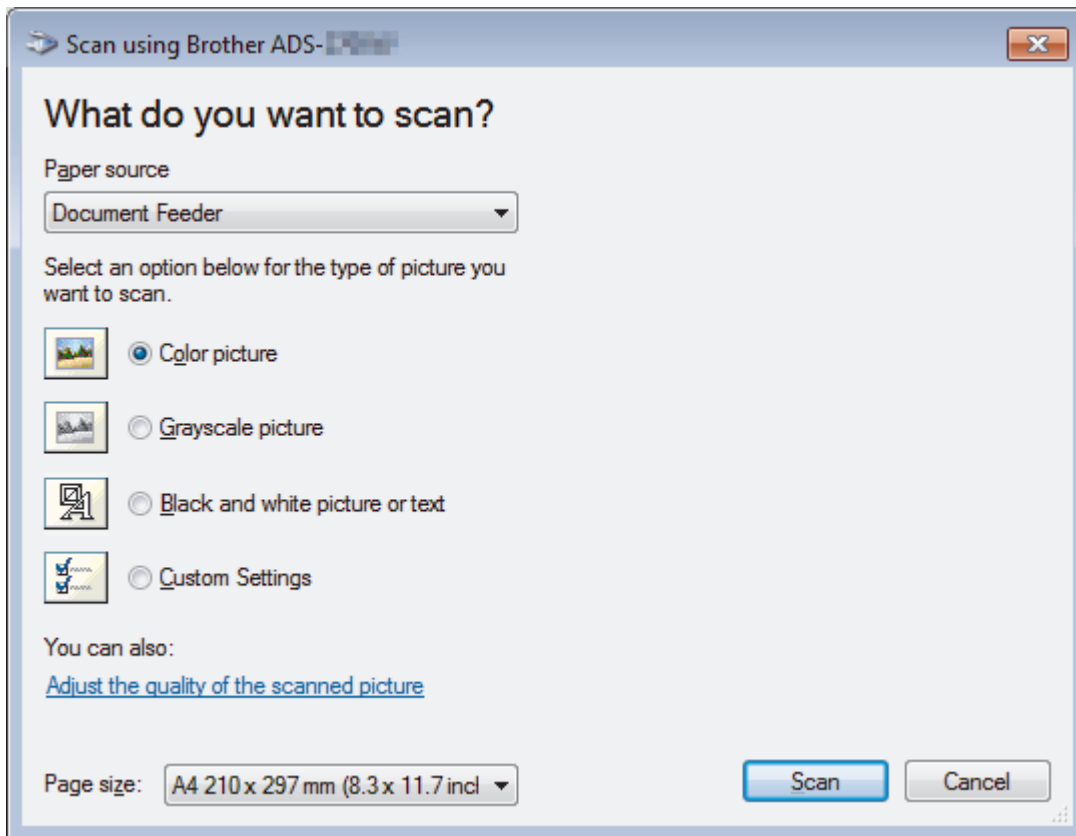 Scan using Brother ADS-
What do you want to scan?
Paper source
Document Feeder
Select an option below for the type of picture you
want to scan.
Color picture
Grayscale picture
Black and white picture or text
Custom Settings
You can also:
Adjust the quality of the scanned picture
Page size: A4 210 x 297 mm (8.3 x 11.7 incl
Scan
Cancel